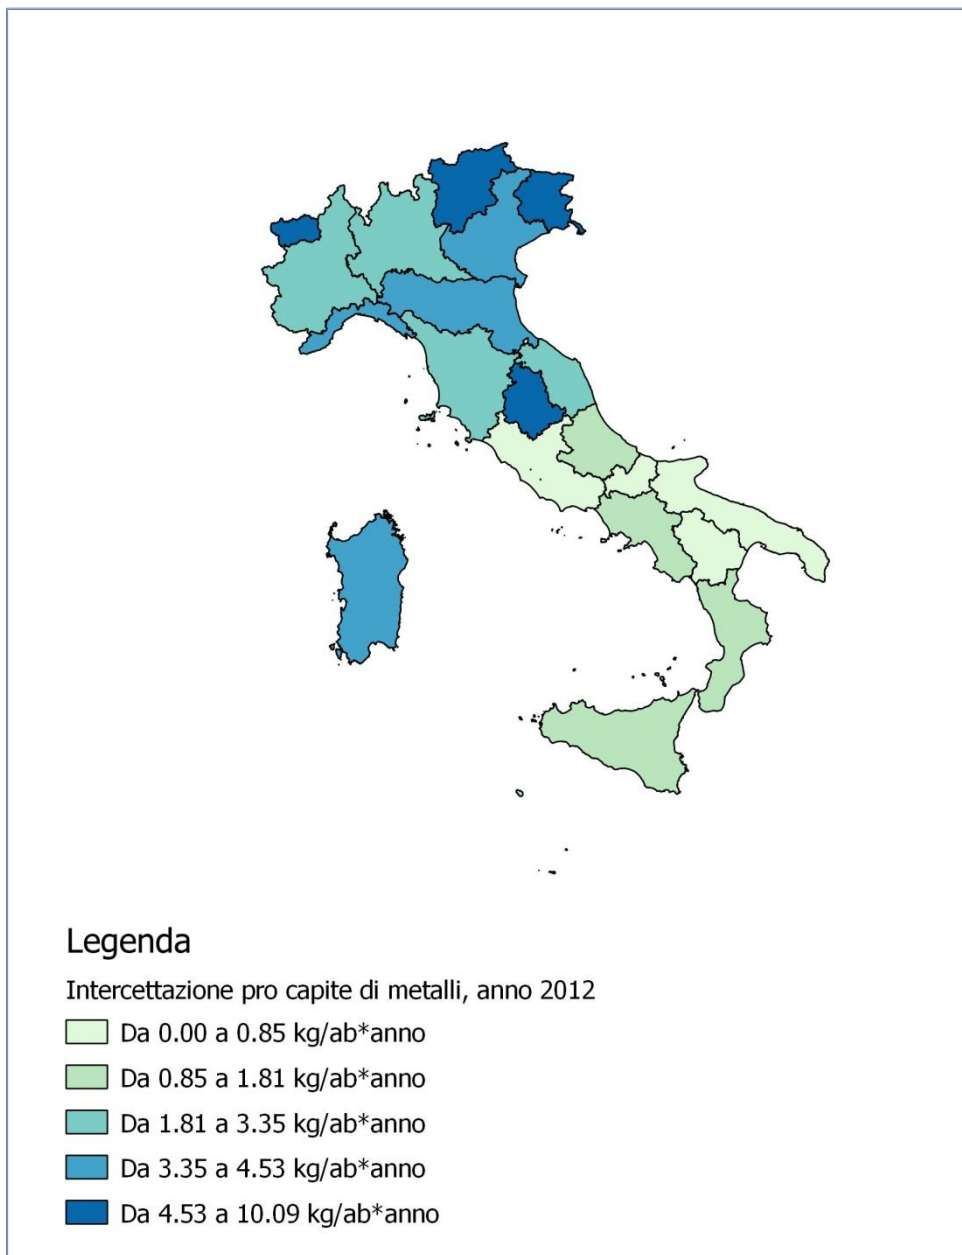 Legenda
Intercettazione pro capite di metalli, anno 2012
Da 0.00 a 0.85 kg/ab*anno
Da 0.85 a 1.81 kg/ab*anno
Da 1.81 a 3.35 kg/ab*anno
Da 3.35 a 4.53 kg/ab*anno
Da 4.53 a 10.09 kg/ab*anno